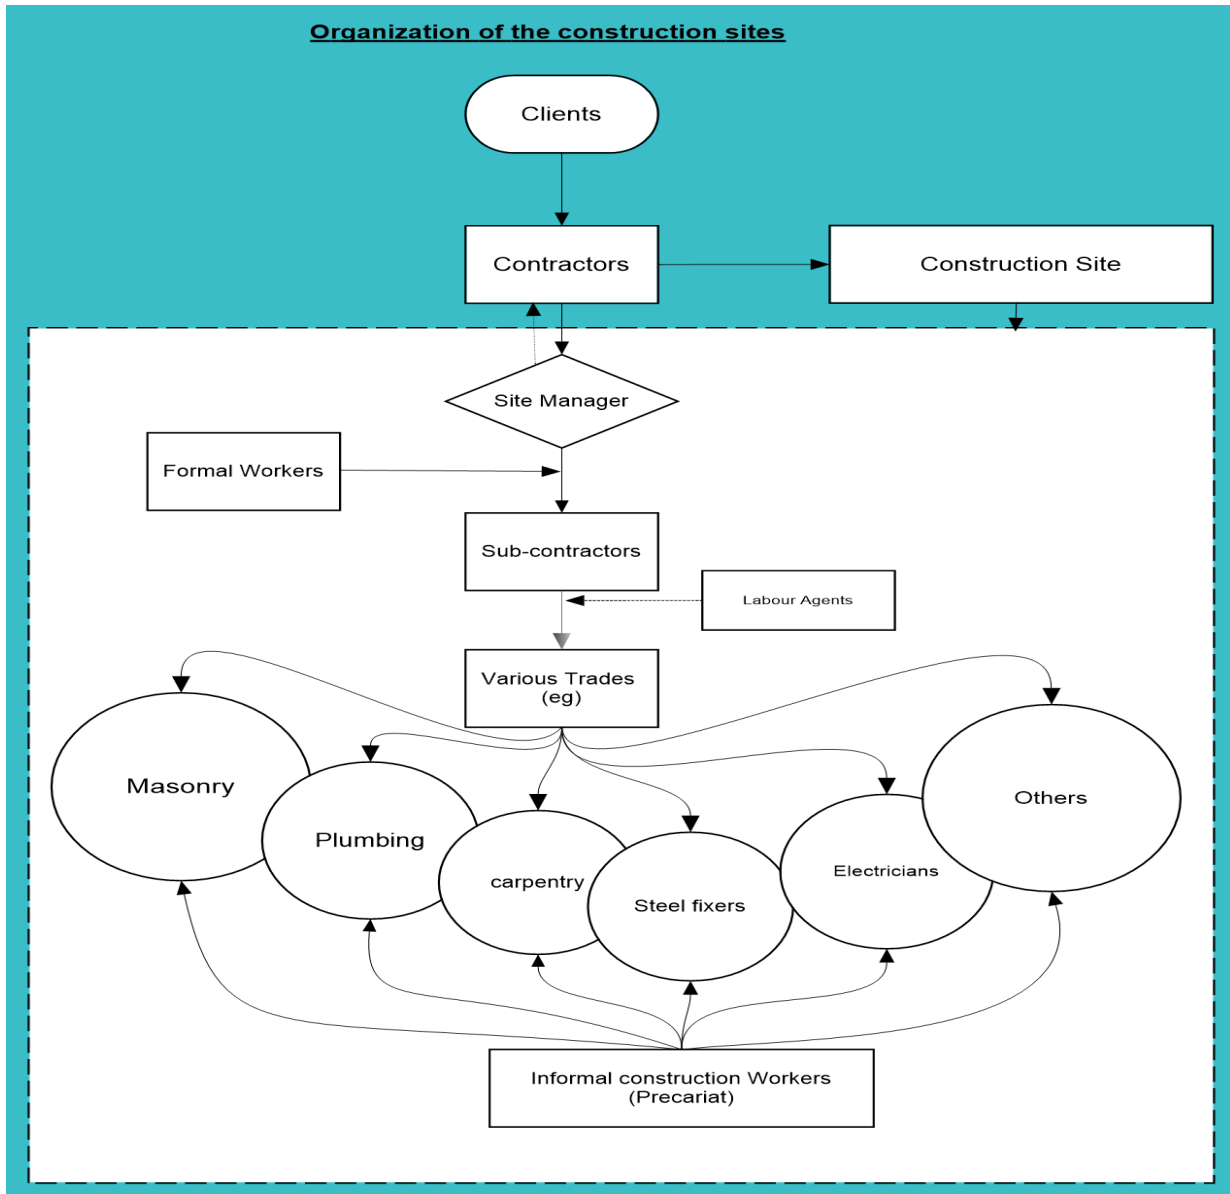 Organization of the construction sites
Clients
Contractors
Construction Site
Site Manager
Formal Workers
Sub-contractors
Labour Agents
Various Trades
(eg)
Masonry
Plumbing
carpentry
Steel fixers
Electricians
Others
Informal construction Workers
(Precariat)